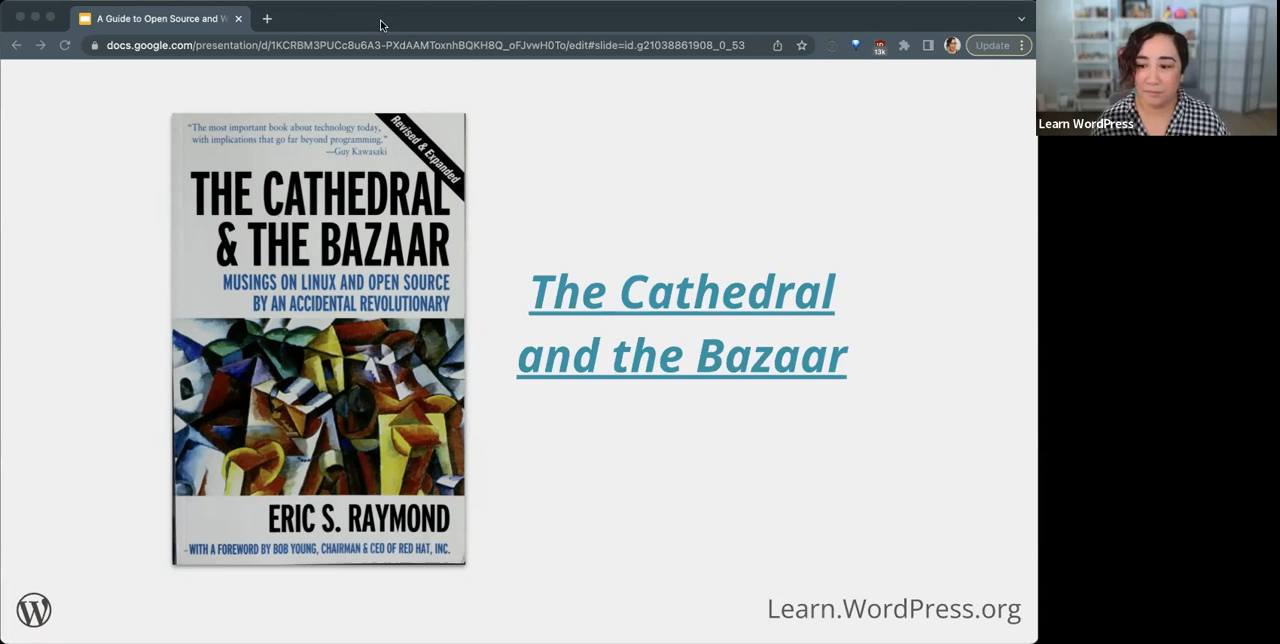 A Guide to Open Source and W
docs.google.com/presentation/d/1KCRBM3PUCc8u6A3-PXdAAMToxnhBQKH8Q_oFJvwH0To/edit#slide=id.g21038861908_0_53
13k
Update
Learn WordPress
"The most important book about technology today,
with implications that go far beyond programming."
—Guy Kawasaki
Revised & Expanded
THE CATHEDRAL
& THE BAZAAR
MUSINGS ON LINUX AND OPEN SOURCE
BY AN ACCIDENTAL REVOLUTIONARY
ERIC S. RAYMOND
WITH A FOREWORD BY BOB YOUNG, CHAIRMAN & CEO OF RED HAT, INC.
The Cathedral
and the Bazaar
Learn.WordPress.org